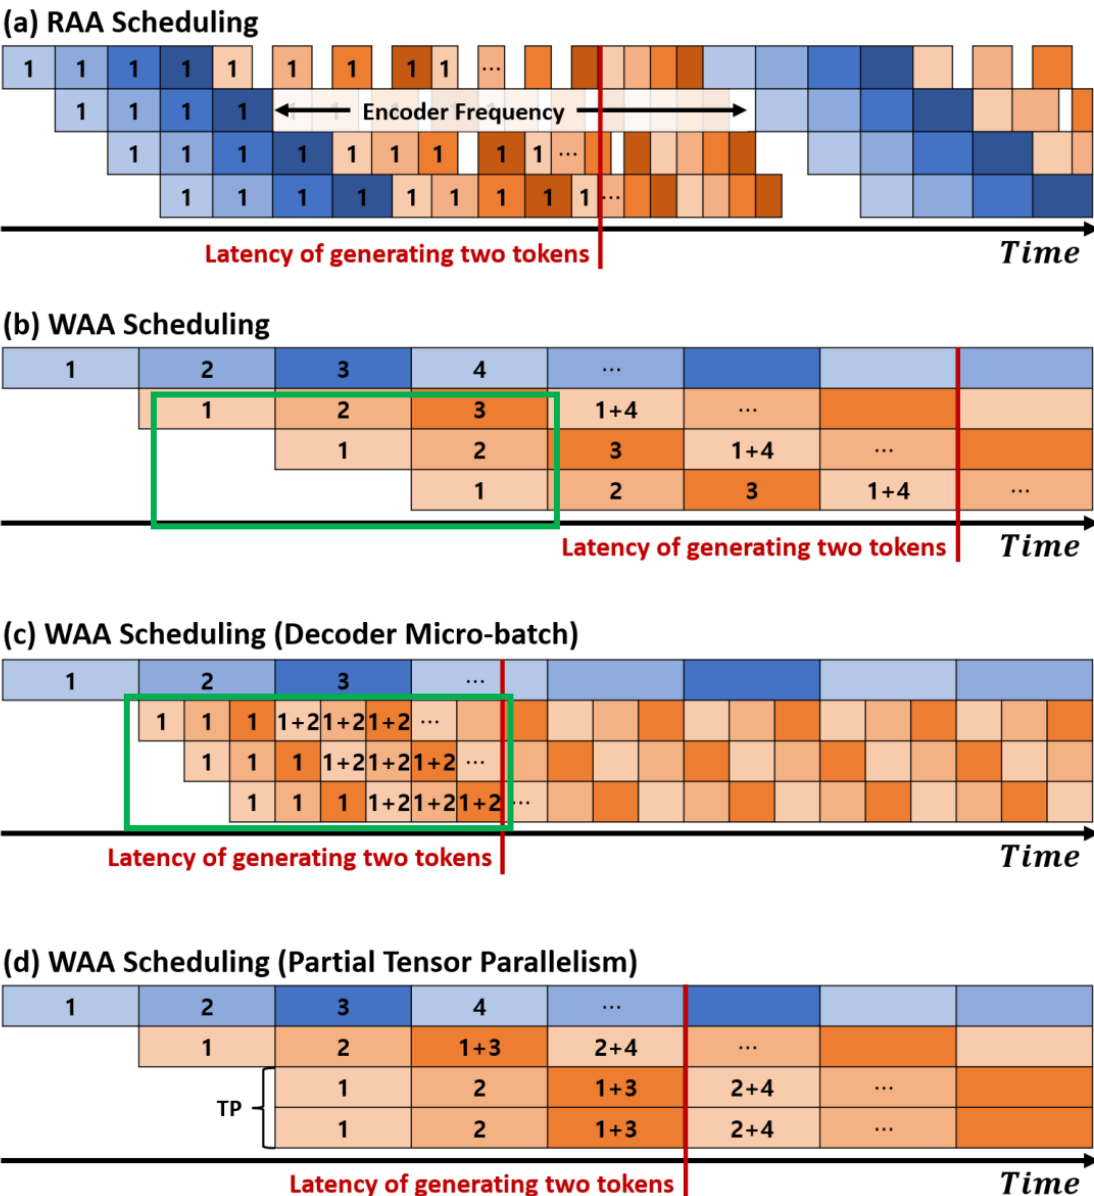 (a) RAA Scheduling
1 1 1 1 1 1 1 1 1 ...
1 1 1 1 Encoder Frequency
1 1 1 1 1 1 1 1 1 ...
1 1 1 1 1 1 1 1 1 ...
Latency of generating two tokens Time
(b) WAA Scheduling
1 2 3 4 ...
1 2 3 1+4 ...
1 2 3 1+4 ...
1 2 3 1+4 ...
Latency of generating two tokens Time
(c) WAA Scheduling (Decoder Micro-batch)
1 2 3 ...
1 1 1 1+2 1+2 1+2 ...
1 1 1 1+2 1+2 1+2 ...
1 1 1 1+2 1+2 1+2 ...
Latency of generating two tokens Time
(d) WAA Scheduling (Partial Tensor Parallelism)
1 2 3 4 ...
1 2 1+3 2+4 ...
1 2 1+3 2+4 ...
TP
1 2 1+3 2+4 ...
Latency of generating two tokens Time